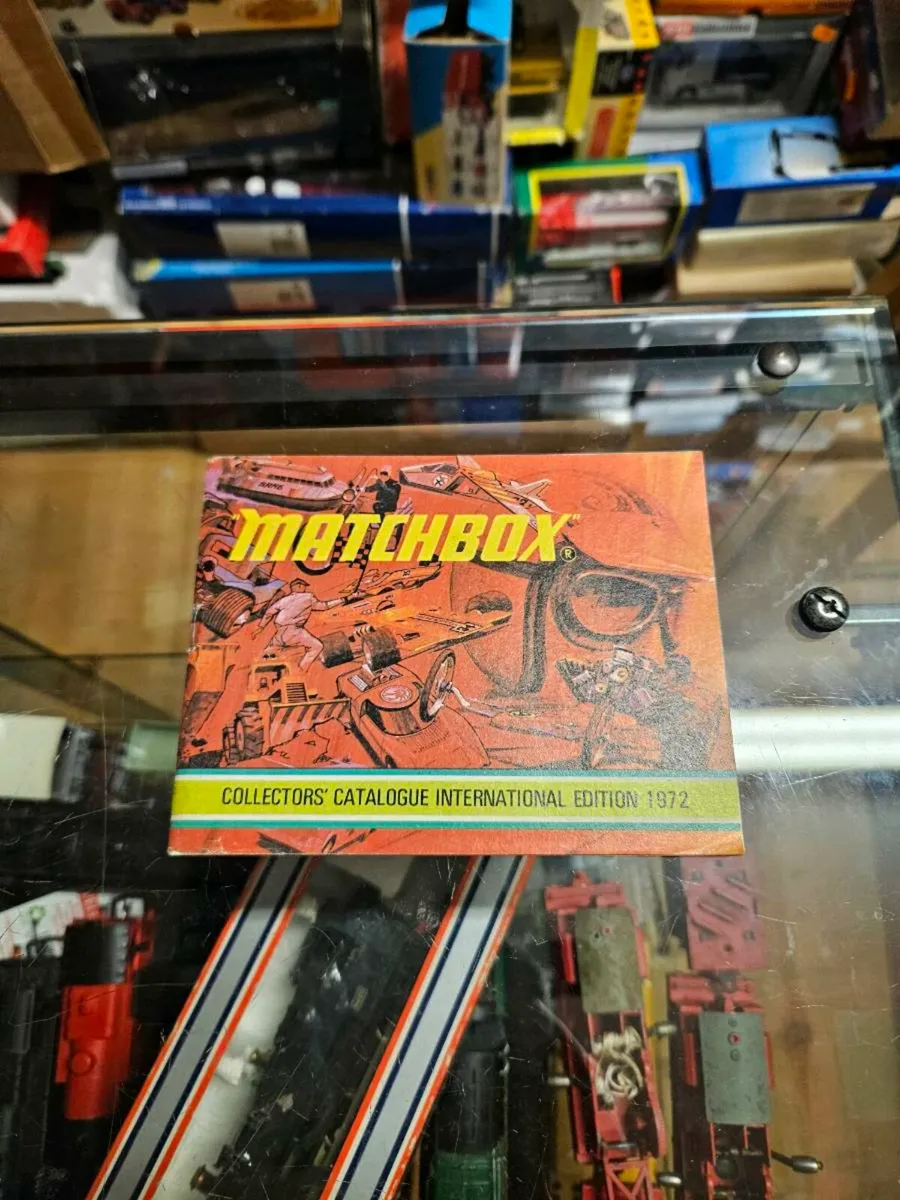 "MATCHBOX"®
COLLECTORS' CATALOGUE INTERNATIONAL EDITION 1972